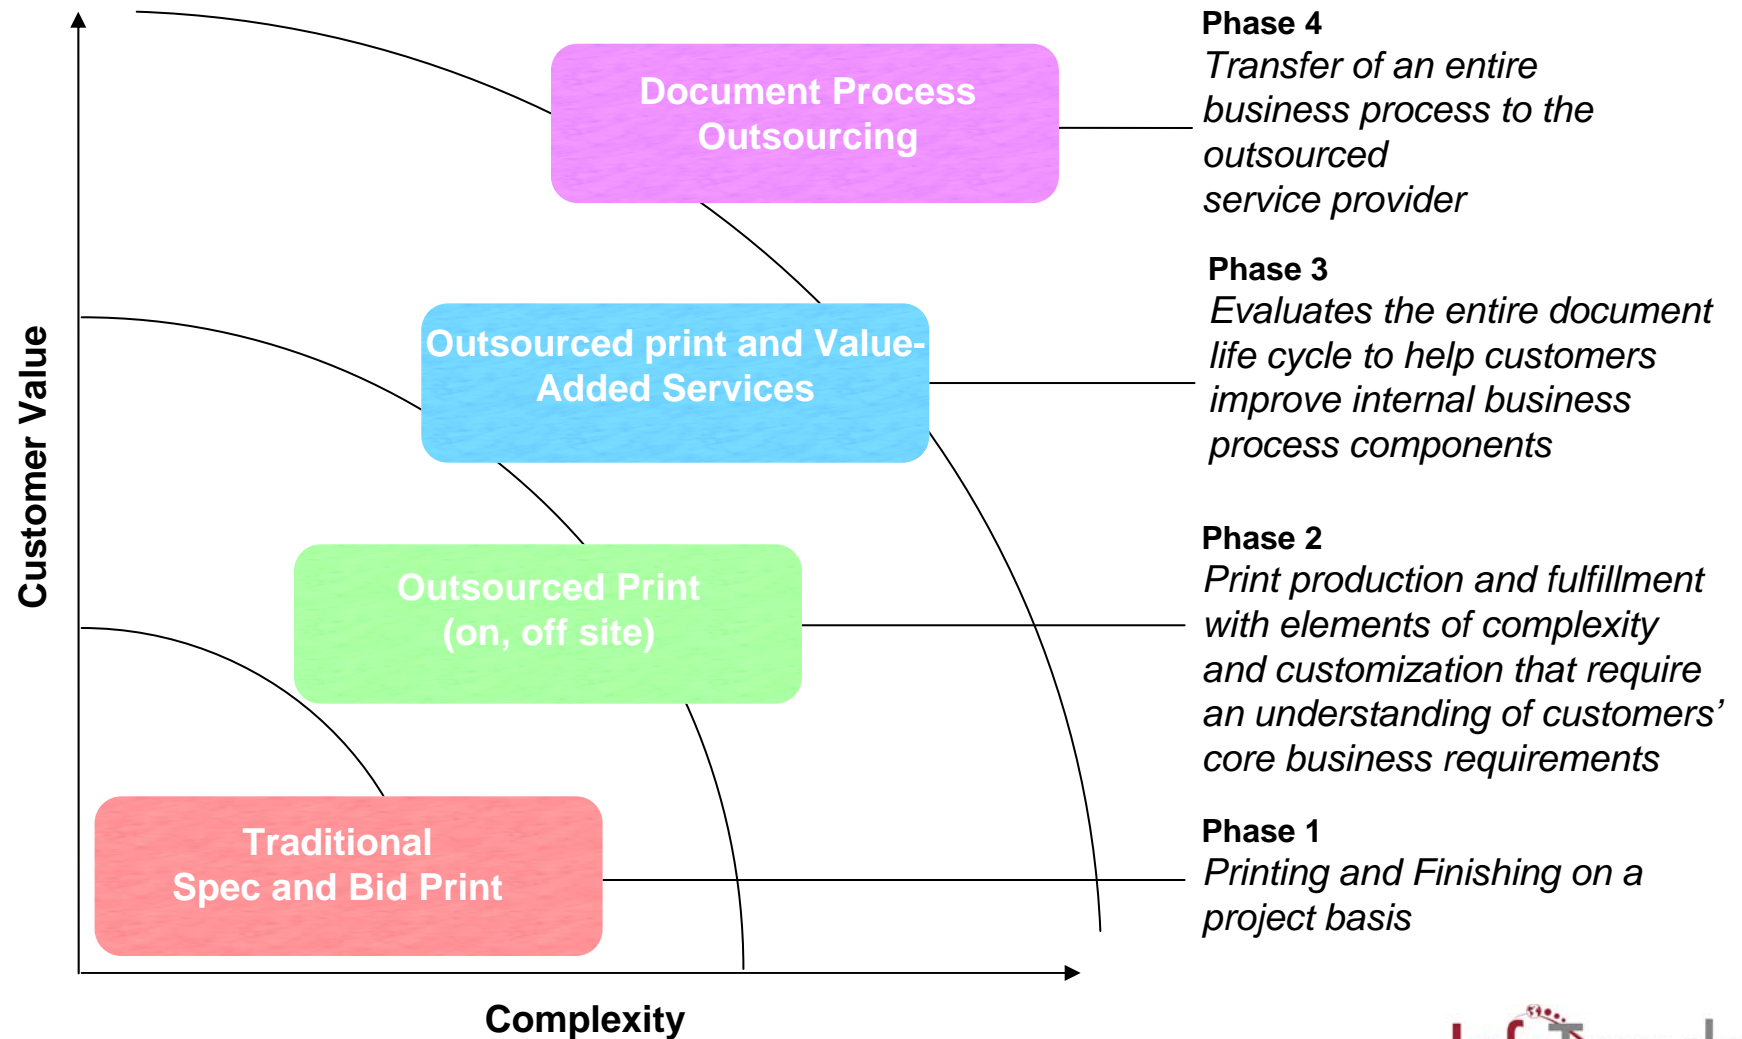 Phase 4
Transfer of an entire
business process to the
outsourced
service provider
Document Process
Outsourcing
Phase 3
Evaluates the entire document
life cycle to help customers
improve internal business
process components
Outsourced print and Value-
Added Services
Customer Value
Phase 2
Print production and fulfillment
with elements of complexity
and customization that require
an understanding of customers’
core business requirements
Outsourced Print
(on, off site)
Phase 1
Printing and Finishing on a
project basis
Traditional
Spec and Bid Print
Complexity